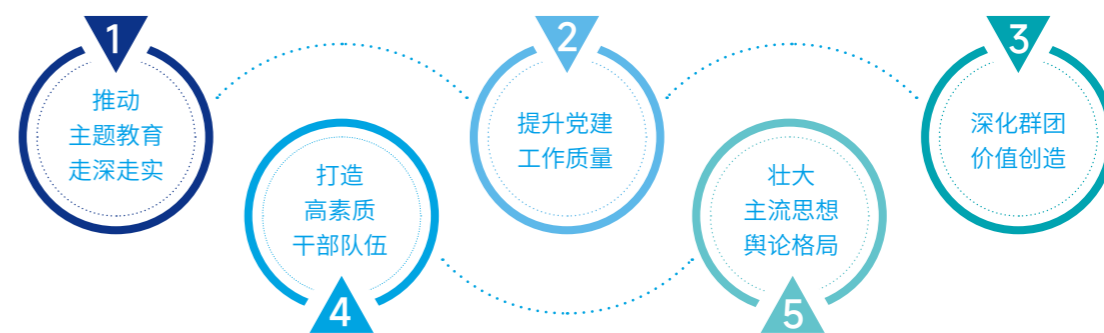 1
推动
主题教育
走深走实
2
提升党建
工作质量
3
深化群团
价值创造
打造
高素质
干部队伍
4
壮大
主流思想
舆论格局
5